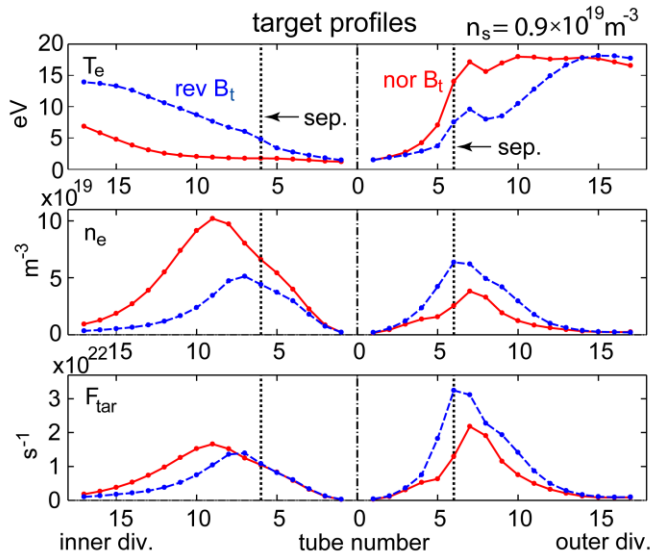 target profiles n_s = 0.9×10^19 m^-3
20
15
10
5
0
eV
T_e
rev B_t
nor B_t
sep.
sep.
15 10 5 0 5 10 15
x10^19
10
5
0
m^-3
n_e
15 10 5 0 5 10 15
x10^22
3
2
1
0
s^-1
F_tar
15 10 5 0 5 10 15
inner div. tube number outer div.